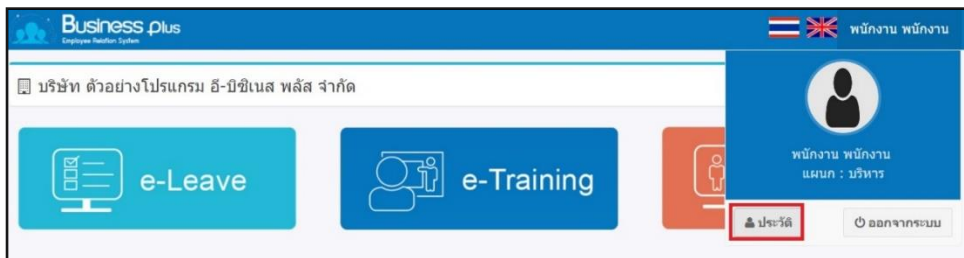 Business Plus
Employee Relation System
พนักงาน พนักงาน
บริษัท ตัวอย่างโปรแกรม อี-บิซิเนส พลัส จำกัด
e-Leave
e-Training
พนักงาน พนักงาน
แผนก : บริหาร
ประวัติ
ออกจากระบบ